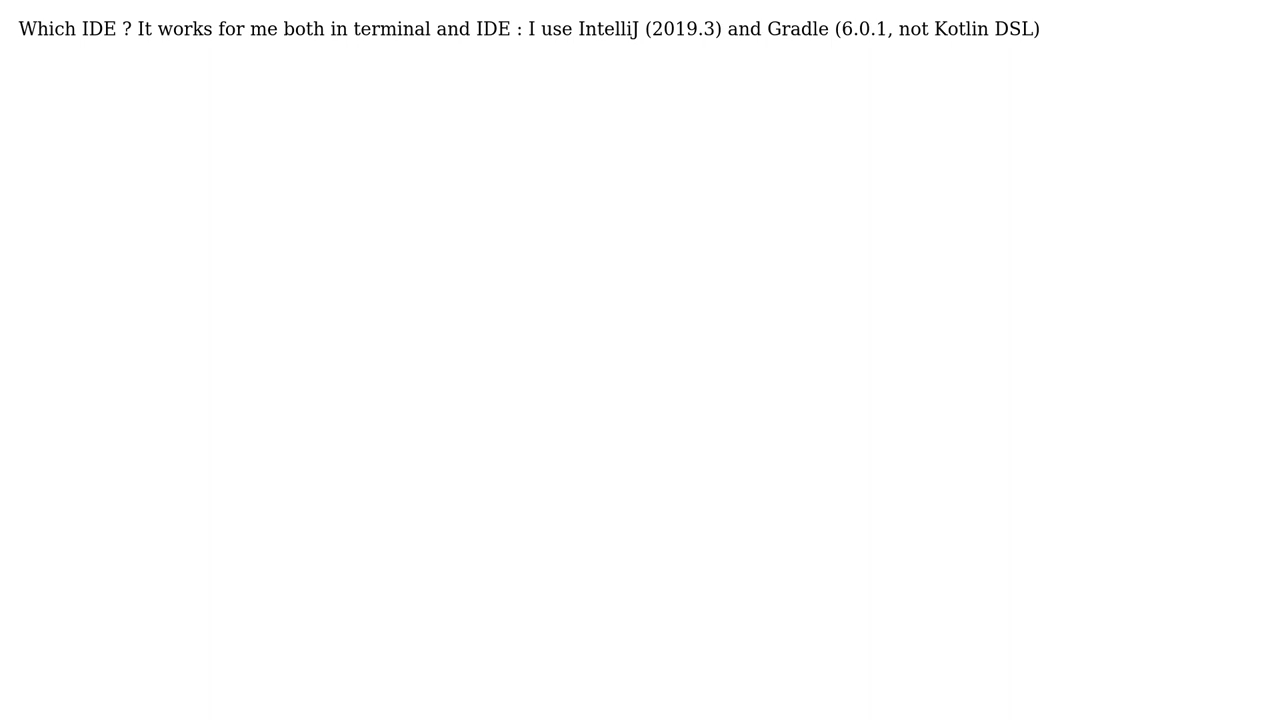 Which IDE ? It works for me both in terminal and IDE : I use IntelliJ (2019.3) and Gradle (6.0.1, not Kotlin DSL)